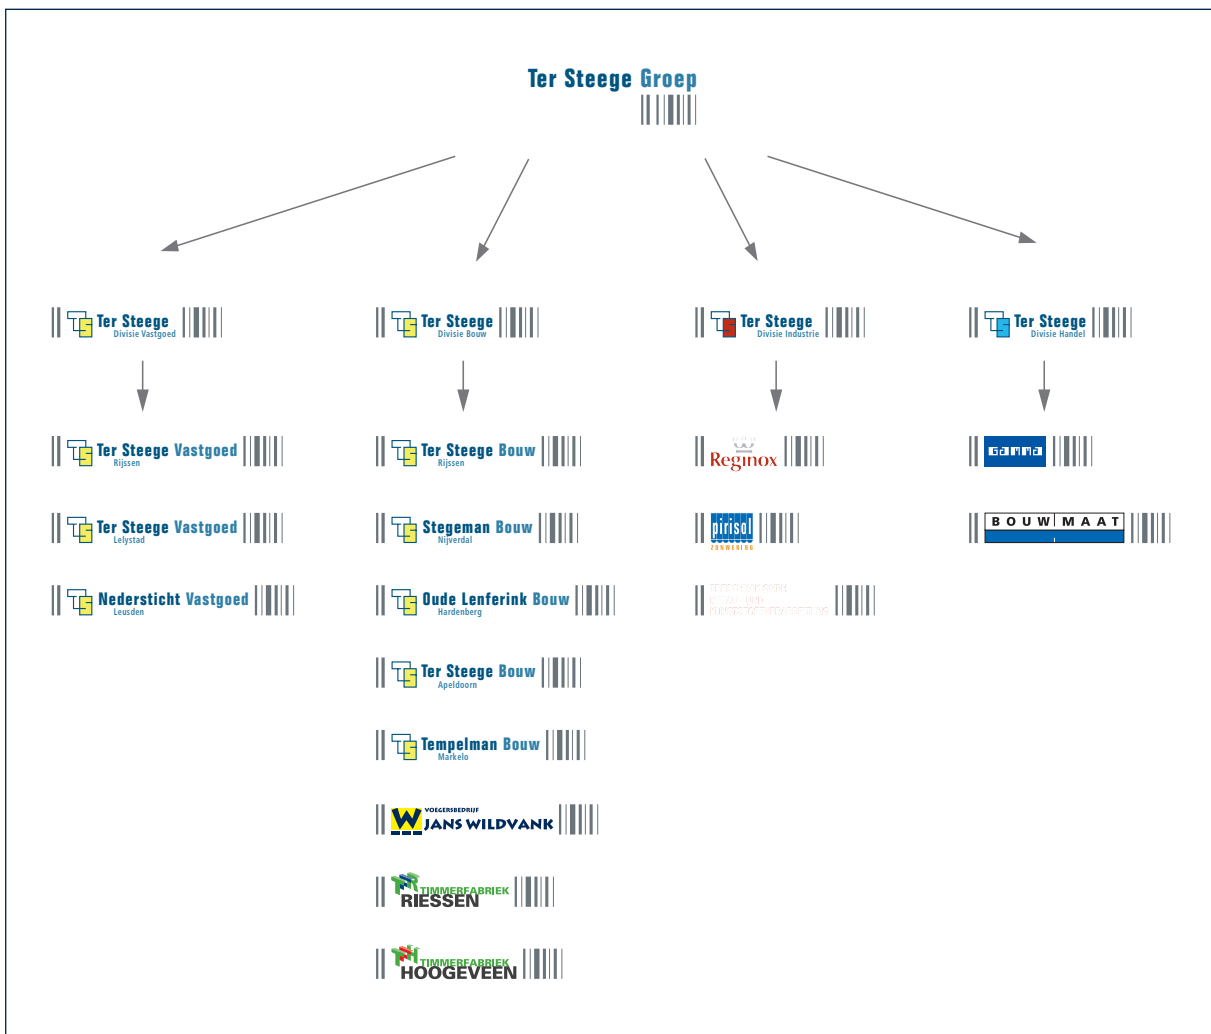 Ter Steege Groep
Ter Steege
Divisie Vastgoed
Ter Steege
Divisie Bouw
Ter Steege
Divisie Industrie
Ter Steege
Divisie Handel
Ter Steege Vastgoed
Rijssen
Ter Steege Vastgoed
Lelystad
Nedersticht Vastgoed
Leusden
Ter Steege Bouw
Rijssen
Stegeman Bouw
Nijverdal
Oude Lenferink Bouw
Hardenberg
Ter Steege Bouw
Apeldoorn
Tempelman Bouw
Markelo
VOEGERSBEDRIJF
JANS WILDVANK
TIMMERFABRIEK
RIESSEN
TIMMERFABRIEK
HOOGEVEEN
Reginox
pirisol
ZONWERING
GAMMA
BOUWMAAT